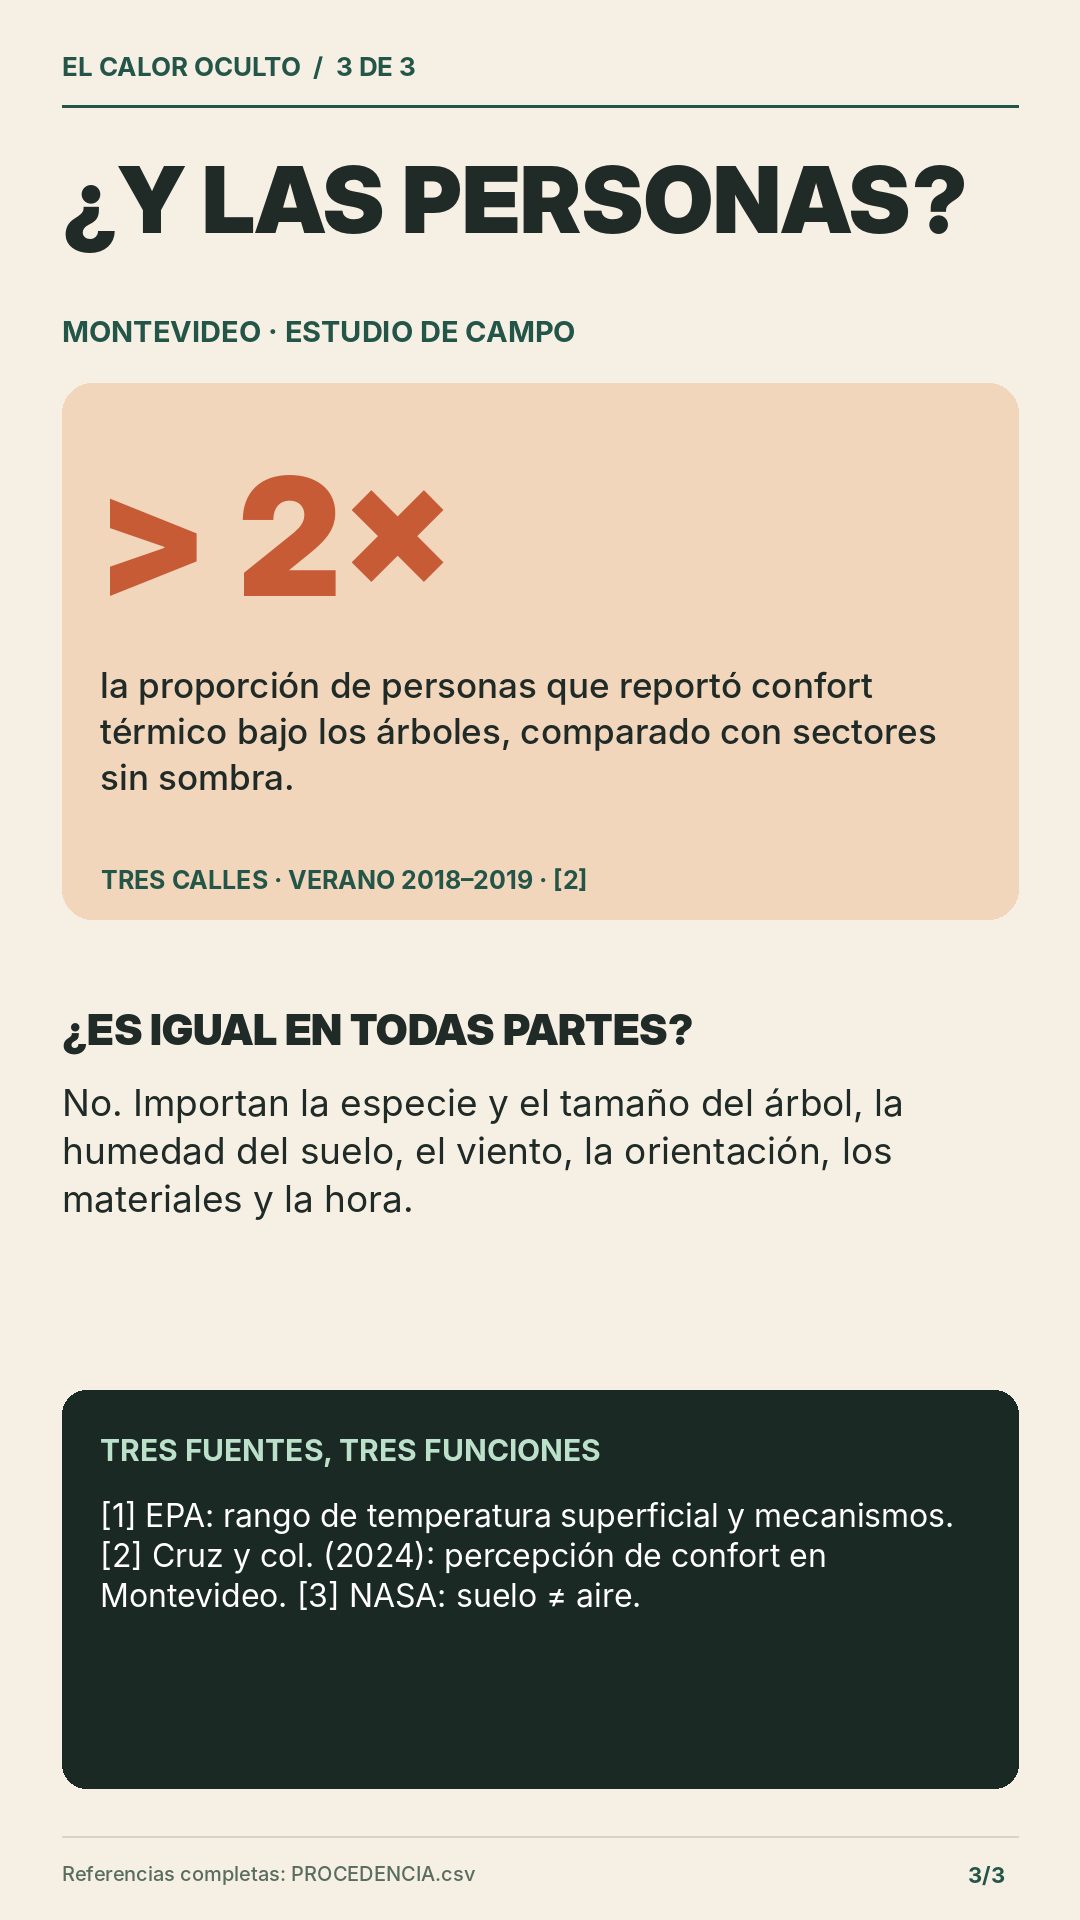 EL CALOR OCULTO / 3 DE 3
¿Y LAS PERSONAS?
MONTEVIDEO · ESTUDIO DE CAMPO
> 2×
la proporción de personas que reportó confort
térmico bajo los árboles, comparado con sectores
sin sombra.
TRES CALLES · VERANO 2018–2019 · [2]
¿ES IGUAL EN TODAS PARTES?
No. Importan la especie y el tamaño del árbol, la
humedad del suelo, el viento, la orientación, los
materiales y la hora.
TRES FUENTES, TRES FUNCIONES
[1] EPA: rango de temperatura superficial y mecanismos.
[2] Cruz y col. (2024): percepción de confort en
Montevideo. [3] NASA: suelo ≠ aire.
Referencias completas: PROCEDENCIA.csv
3/3